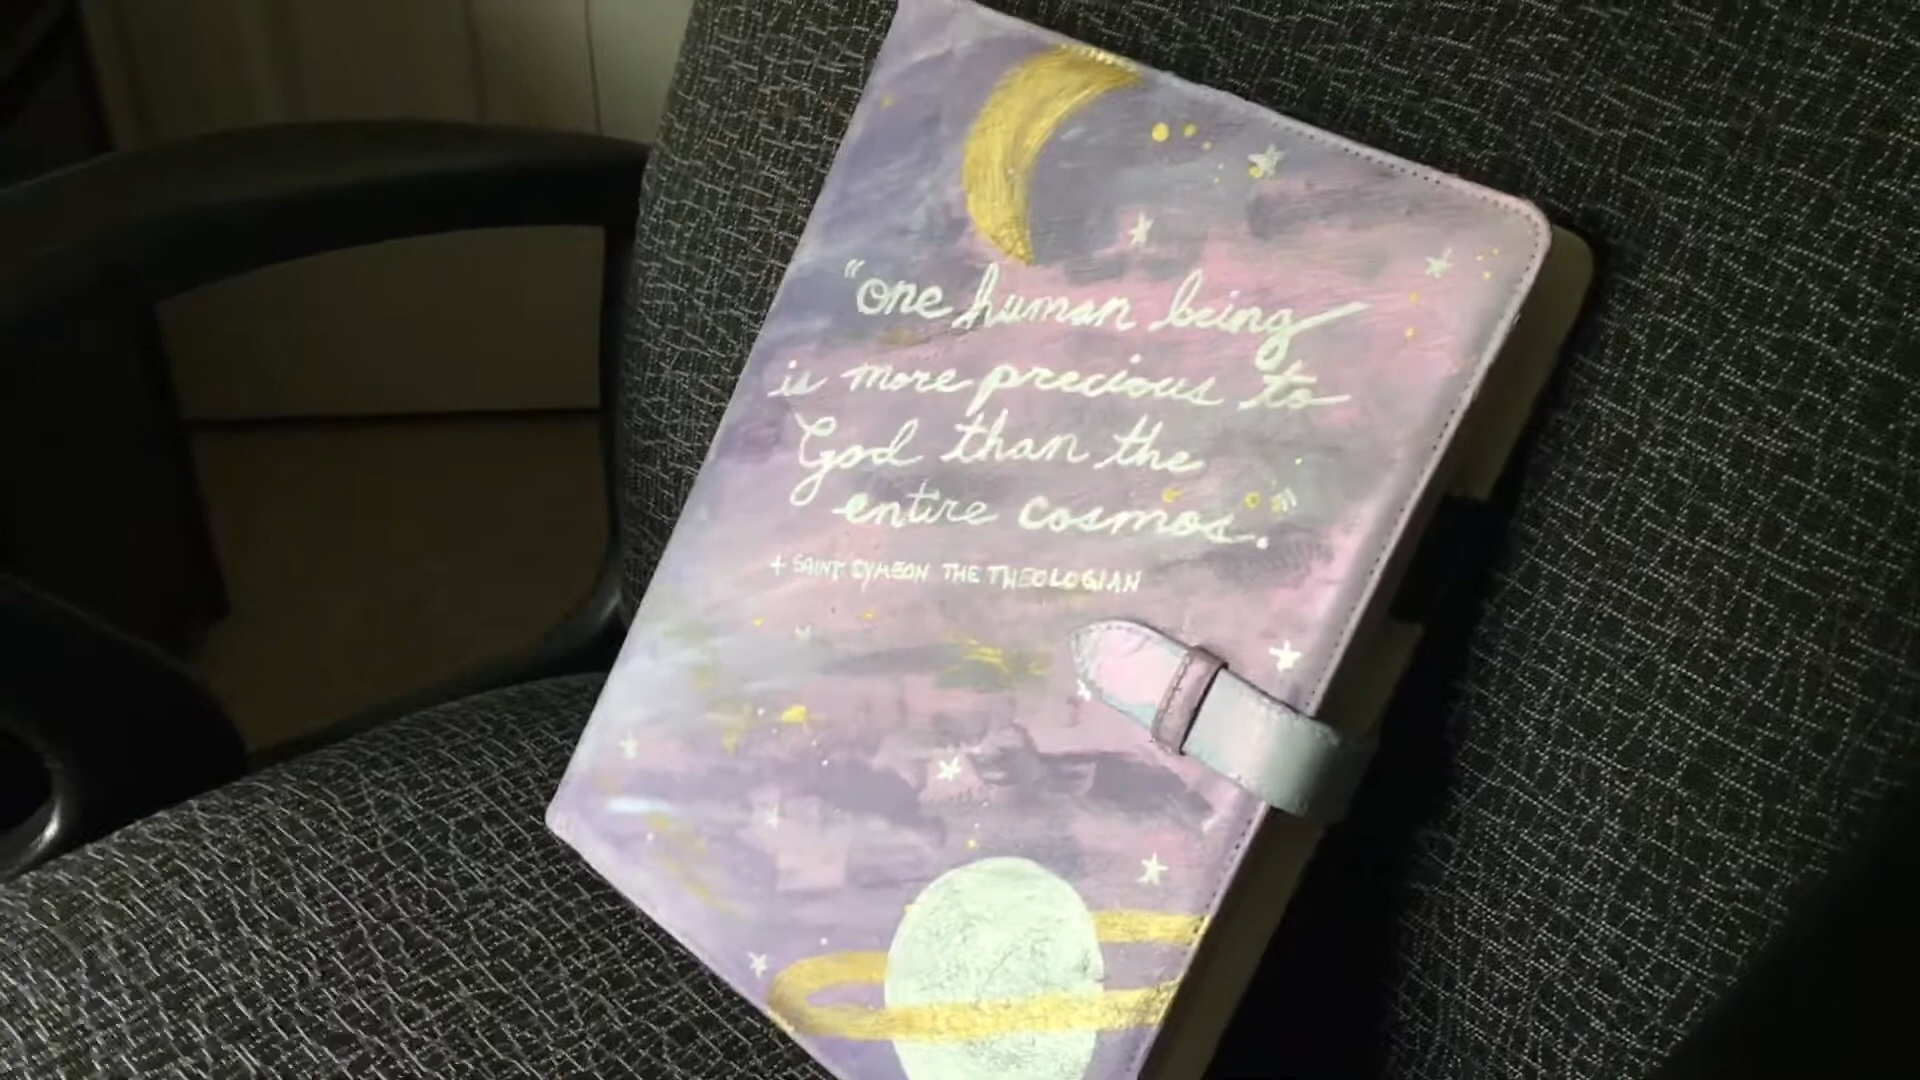 "one human being
is more precious to
God than the
entire cosmos."
+ SAINT SYMEON THE THEOLOGIAN